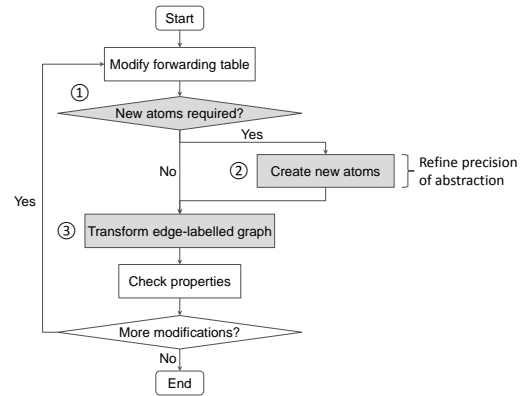 Start
Modify forwarding table
①
New atoms required?
Yes
No
②
Create new atoms
Refine precision
of abstraction
Yes
③
Transform edge-labelled graph
Check properties
More modifications?
No
End